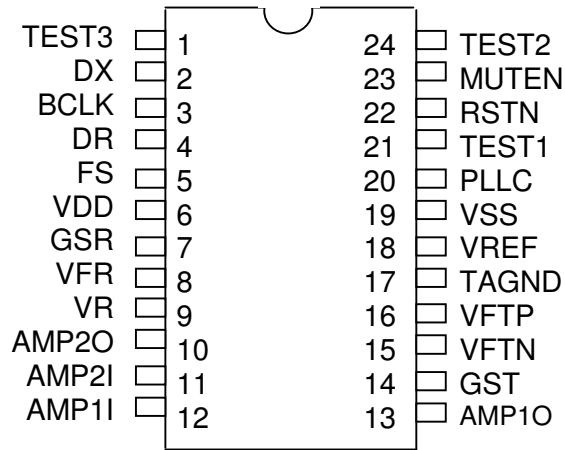 TEST3 1 24 TEST2
DX 2 23 MUTEN
BCLK 3 22 RSTN
DR 4 21 TEST1
FS 5 20 PLLC
VDD 6 19 VSS
GSR 7 18 VREF
VFR 8 17 TAGND
VR 9 16 VFTP
AMP2O 10 15 VFTN
AMP2I 11 14 GST
AMP1I 12 13 AMP1O